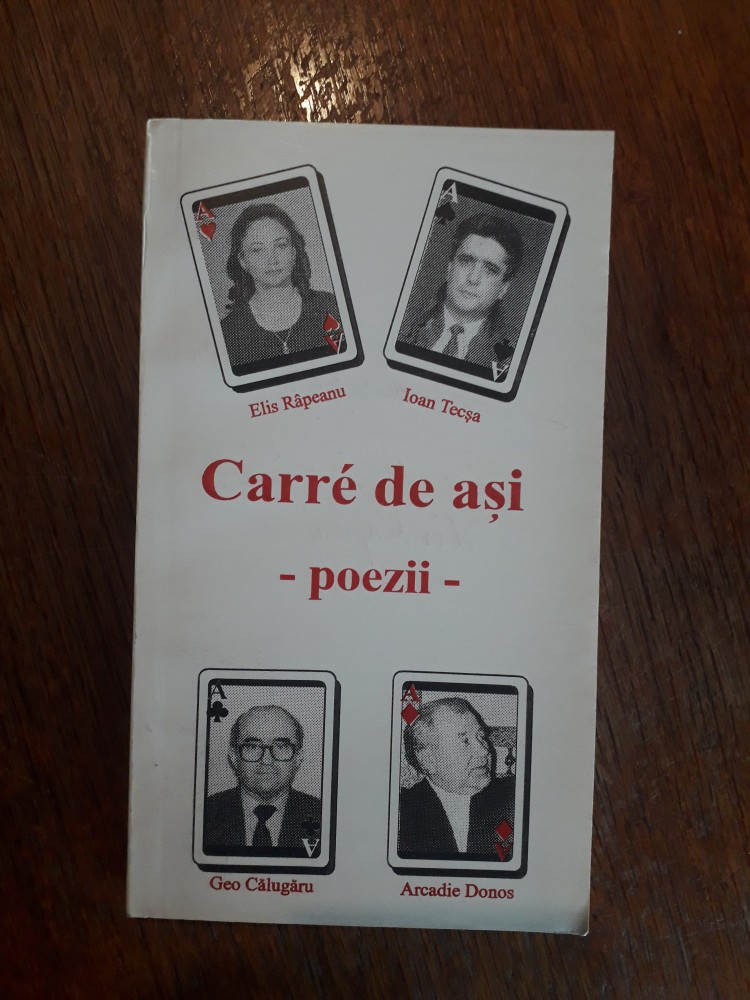 A
A
A
A
Elis Râpeanu
Ioan Tecșa
Carré de ași
- poezii -
A
A
A
A
Geo Călugăru
Arcadie Donos